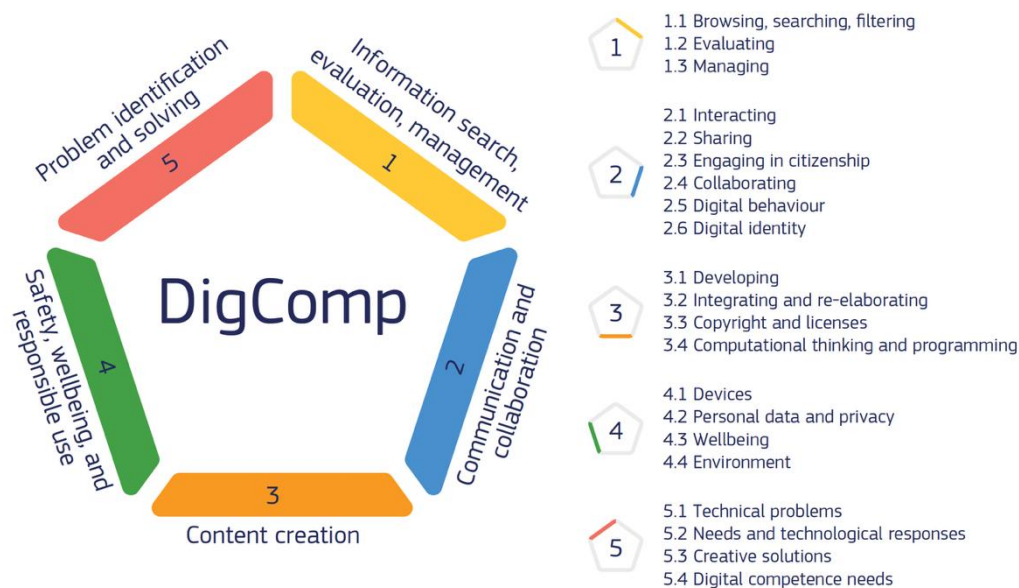 Problem identification
and solving
5
Information search,
evaluation, management
1
DigComp
Safety, wellbeing, and
responsible use
4
Communication and
collaboration
2
3
Content creation
1
1.1 Browsing, searching, filtering
1.2 Evaluating
1.3 Managing
2
2.1 Interacting
2.2 Sharing
2.3 Engaging in citizenship
2.4 Collaborating
2.5 Digital behaviour
2.6 Digital identity
3
3.1 Developing
3.2 Integrating and re-elaborating
3.3 Copyright and licenses
3.4 Computational thinking and programming
4
4.1 Devices
4.2 Personal data and privacy
4.3 Wellbeing
4.4 Environment
5
5.1 Technical problems
5.2 Needs and technological responses
5.3 Creative solutions
5.4 Digital competence needs